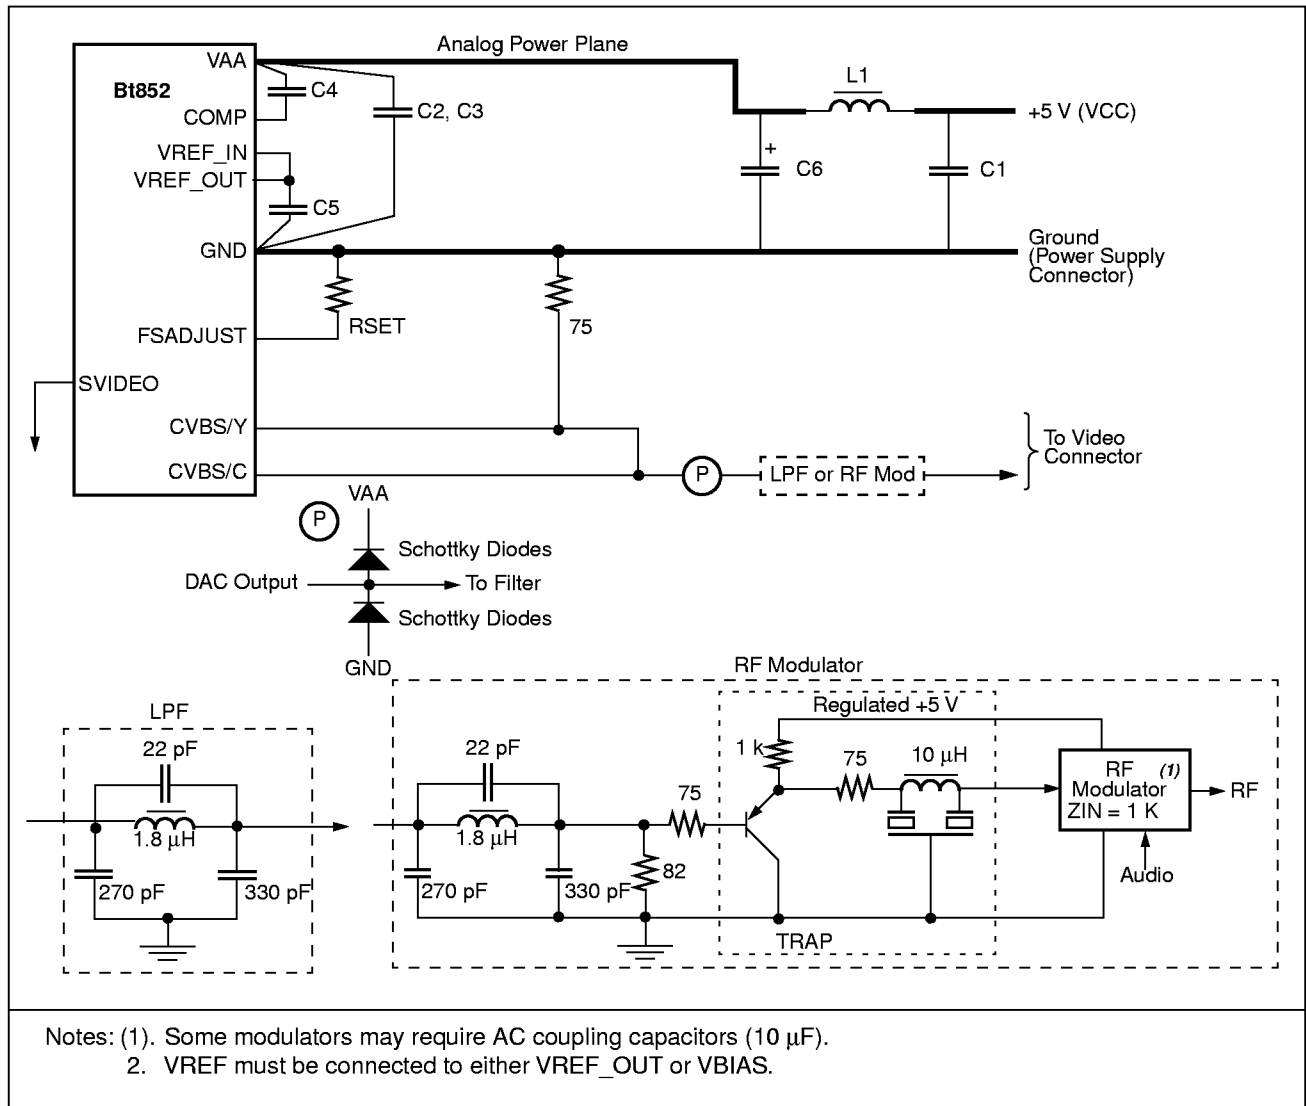 Analog Power Plane
VAA
Bt852
C4
C2, C3
COMP
VREF_IN
VREF_OUT
C5
GND
L1
+5 V (VCC)
+
C6
C1
Ground
(Power Supply
Connector)
RSET
75
FSADJUST
SVIDEO
CVBS/Y
CVBS/C
P
LPF or RF Mod
To Video
Connector
P
VAA
Schottky Diodes
DAC Output
To Filter
Schottky Diodes
GND
LPF
22 pF
1.8 μH
270 pF
330 pF
RF Modulator
22 pF
1.8 μH
270 pF
330 pF
82
75
Regulated +5 V
1 k
75
10 μH
TRAP
RF (1)
Modulator
ZIN = 1 K
RF
Audio
Notes: (1). Some modulators may require AC coupling capacitors (10 μF).
2. VREF must be connected to either VREF_OUT or VBIAS.